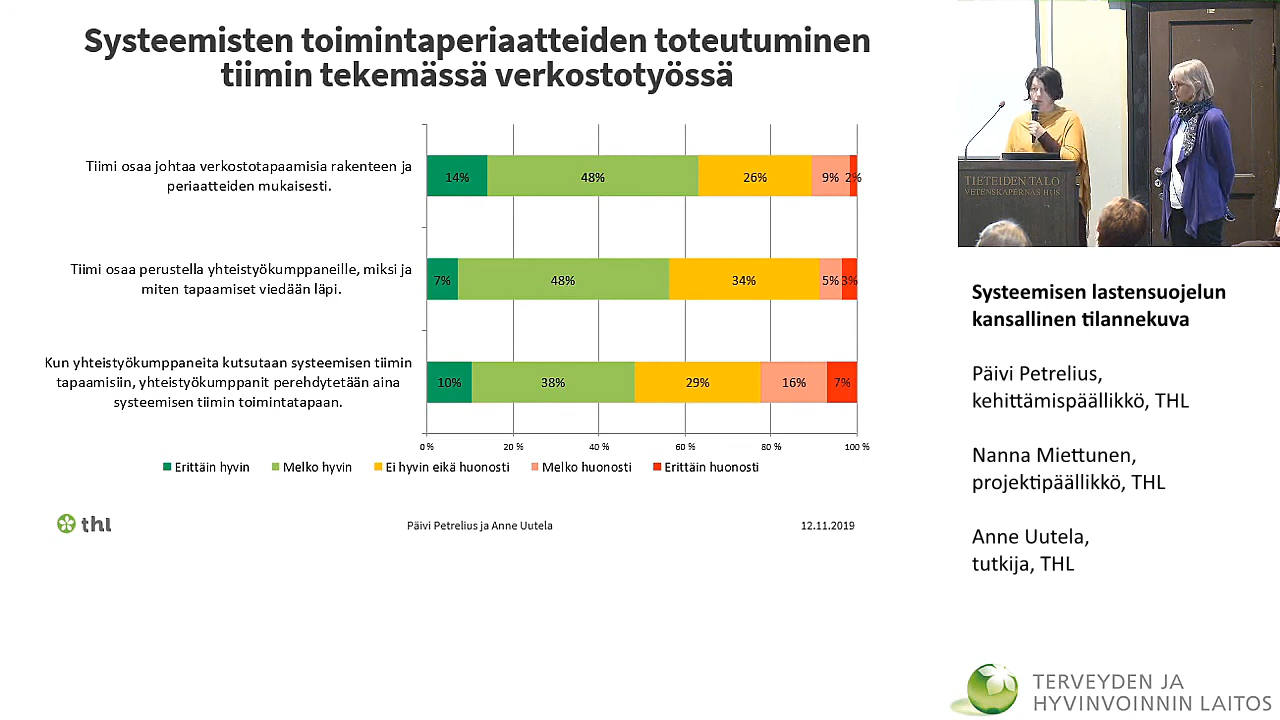 Systeemisten toimintaperiaatteiden toteutuminen
tiimin tekemässä verkostotyössä
Tiimi osaa johtaa verkostotapaamisia rakenteen ja
periaatteiden mukaisesti.
14% 48% 26% 9% 2%
Tiimi osaa perustella yhteistyökumppaneille, miksi ja
miten tapaamiset viedään läpi.
7% 48% 34% 5% 3%
Kun yhteistyökumppaneita kutsutaan systeemisen tiimin
tapaamisiin, yhteistyökumppanit perehdytetään aina
systeemisen tiimin toimintatapaan.
10% 38% 29% 16% 7%
0 % 20 % 40 % 60 % 80 % 100 %
Erittäin hyvin Melko hyvin Ei hyvin eikä huonosti Melko huonosti Erittäin huonosti
thl
Päivi Petrelius ja Anne Uutela
12.11.2019
TIETEIDEN TALO
VETENSKAPERNAS HUS
Systeemisen lastensuojelun
kansallinen tilannekuva
Päivi Petrelius,
kehittämispäällikkö, THL
Nanna Miettunen,
projektipäällikkö, THL
Anne Uutela,
tutkija, THL
TERVEYDEN JA
HYVINVOINNIN LAITOS